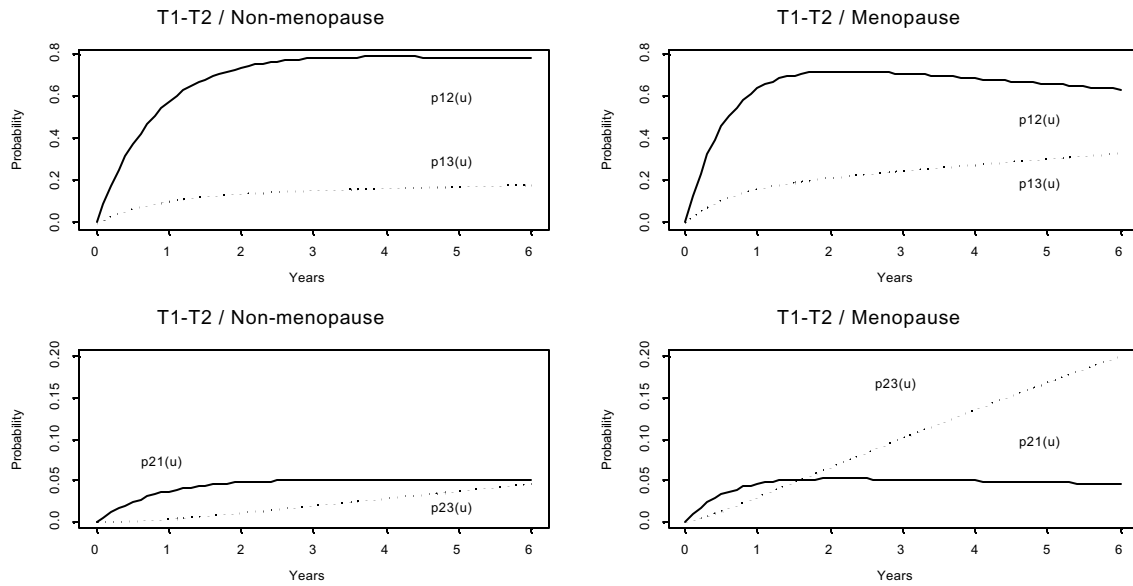 T1-T2 / Non-menopause
Probability
0.0 0.2 0.4 0.6 0.8
p12(u)
p13(u)
0 1 2 3 4 5 6
Years
T1-T2 / Menopause
Probability
0.0 0.2 0.4 0.6 0.8
p12(u)
p13(u)
0 1 2 3 4 5 6
Years
T1-T2 / Non-menopause
Probability
0.0 0.05 0.10 0.15 0.20
p21(u)
p23(u)
0 1 2 3 4 5 6
Years
T1-T2 / Menopause
Probability
0.0 0.05 0.10 0.15 0.20
p23(u)
p21(u)
0 1 2 3 4 5 6
Years